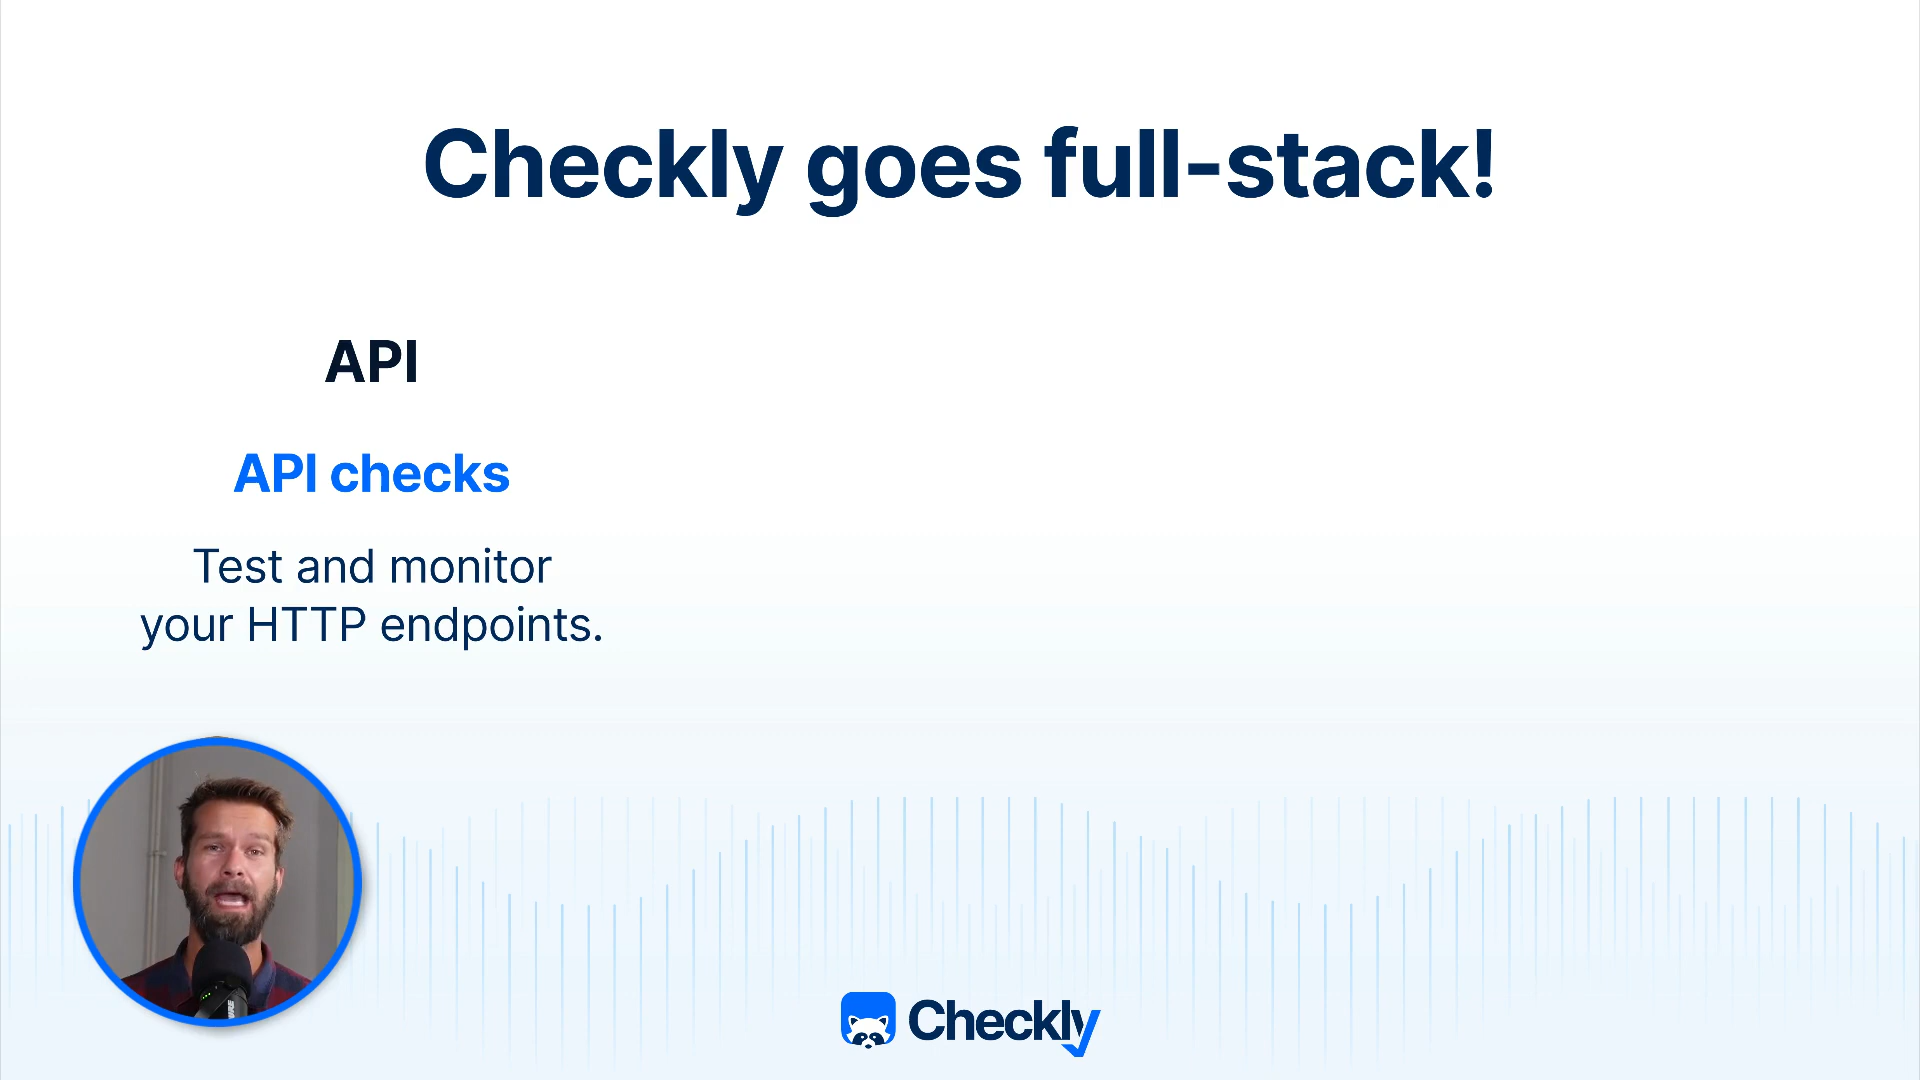 Checkly goes full-stack!
API
API checks
Test and monitor
your HTTP endpoints.
Checkly